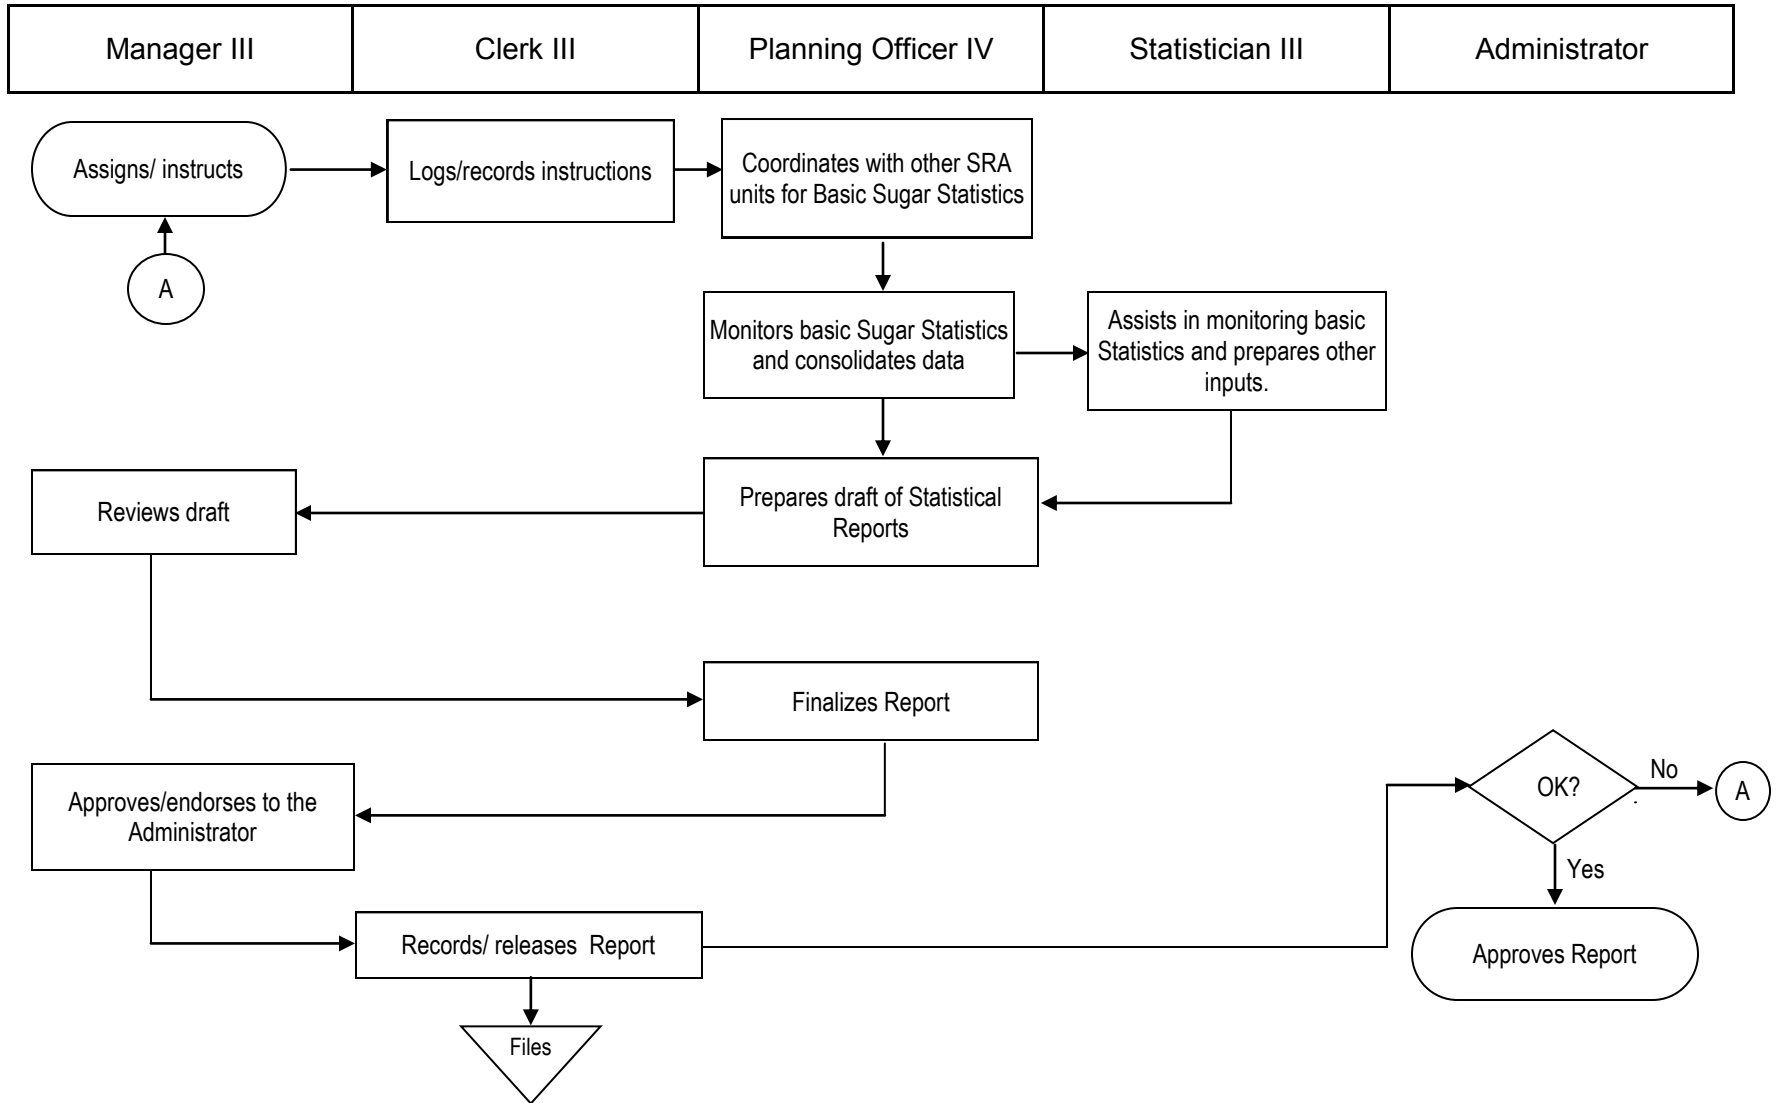 Manager III
Clerk III
Planning Officer IV
Statistician III
Administrator
Assigns/ instructs
Logs/records instructions
Coordinates with other SRA
units for Basic Sugar Statistics
A
Monitors basic Sugar Statistics
and consolidates data
Assists in monitoring basic
Statistics and prepares other
inputs.
Reviews draft
Prepares draft of Statistical
Reports
Finalizes Report
Approves/endorses to the
Administrator
OK?
No
A
Yes
Records/ releases Report
Approves Report
Files